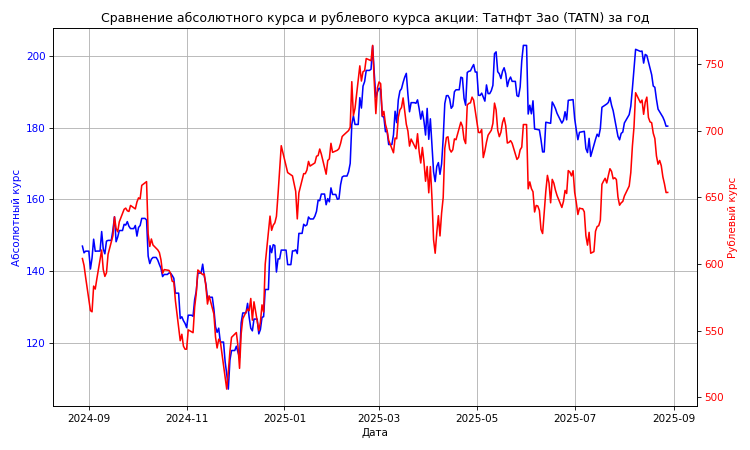 Сравнение абсолютного курса и рублевого курса акции: Татнфт 3ао (TATN) за год
Абсолютный курс
200
180
160
140
120
750
700
650
600
550
500
Рублевый курс
2024-09 2024-11 2025-01 2025-03 2025-05 2025-07 2025-09
Дата